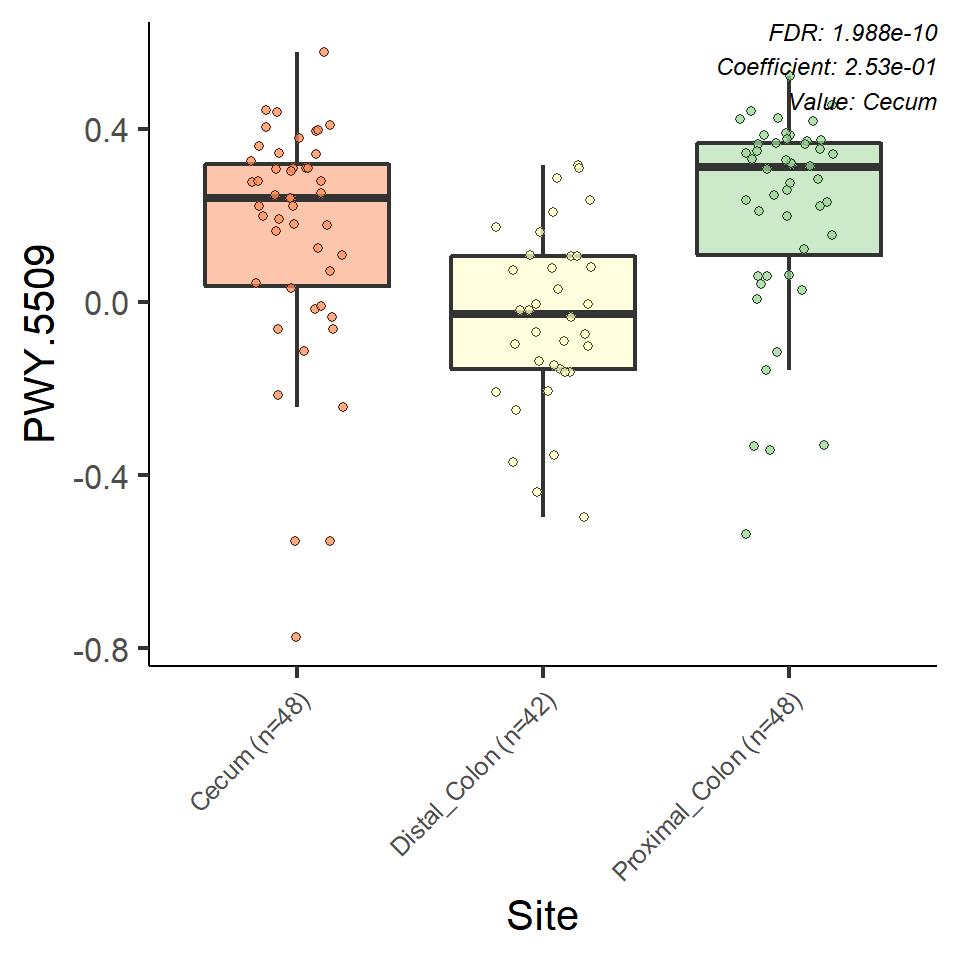 FDR: 1.988e-10
Coefficient: 2.53e-01
Value: Cecum
PWY.5509
0.4
0.0
-0.4
-0.8
Cecum (n=48)
Distal_Colon (n=42)
Proximal_Colon (n=48)
Site